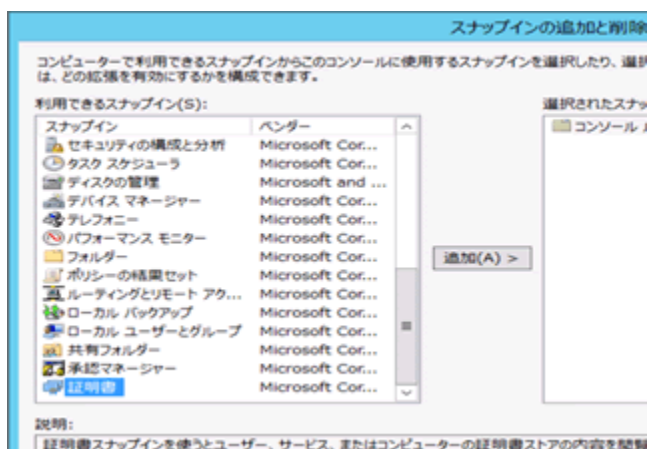 スナップインの追加と削除
コンピューターで利用できるスナップインからこのコンソールに使用するスナップインを選択したり、選択
は、どの拡張を有効にするかを構成できます。
利用できるスナップイン(S):
選択されたスナッ
スナップイン ベンダー
コンソール
セキュリティの構成と分析 Microsoft Cor...
タスク スケジューラ Microsoft Cor...
ディスクの管理 Microsoft and ...
デバイス マネージャー Microsoft Cor...
テレフォニー Microsoft Cor...
パフォーマンス モニター Microsoft Cor...
フォルダー Microsoft Cor...
追加(A) >
ポリシーの結果セット Microsoft Cor...
ルーティングとリモート アク... Microsoft Cor...
ローカル バックアップ Microsoft Cor...
ローカル ユーザーとグループ Microsoft Cor...
共有フォルダー Microsoft Cor...
承認マネージャー Microsoft Cor...
証明書 Microsoft Cor...
説明:
証明書スナップインを使うとユーザー、サービス、またはコンピューターの証明書ストアの内容を閲覧